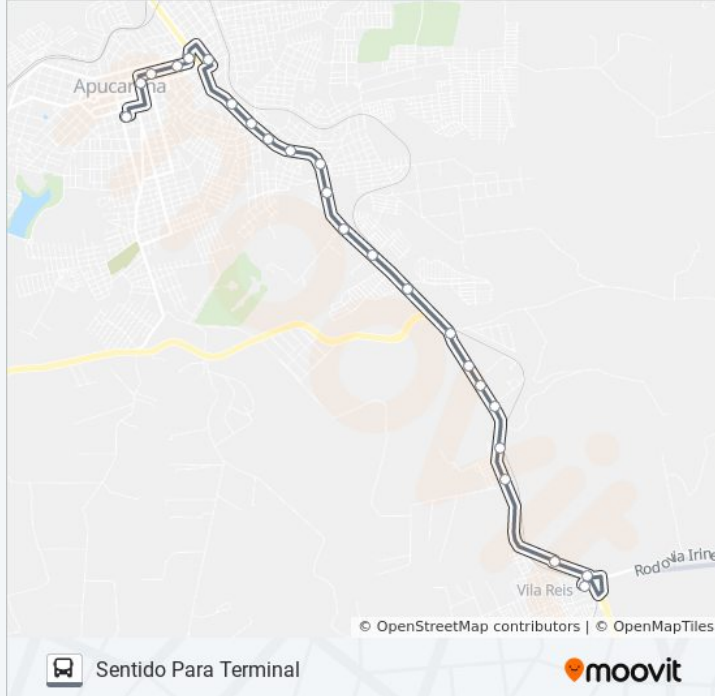 Apucarana
Rodovia Irine
Vila Reis
© OpenStreetMap contributors | © OpenMapTiles
Sentido Para Terminal
moovit